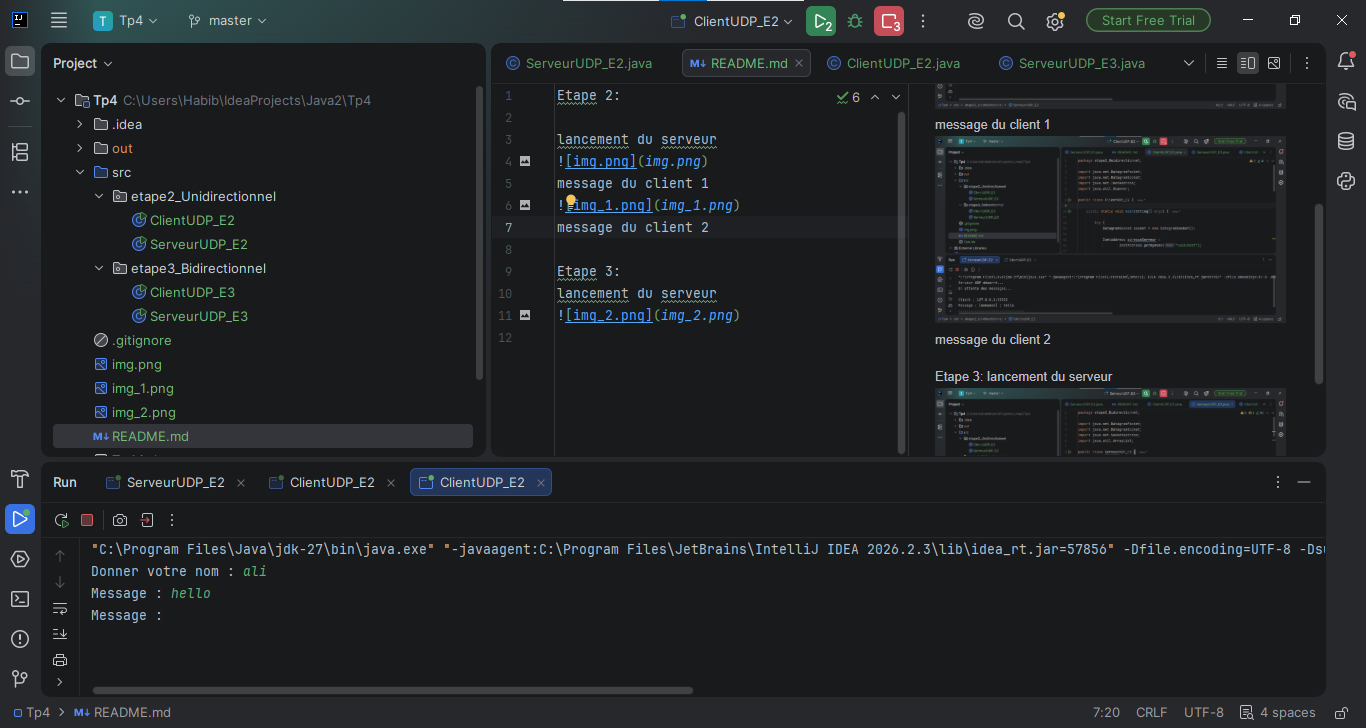 T Tp4 master ClientUDP_E2 2 3 Start Free Trial
Project
ServeurUDP_E2.java README.md ClientUDP_E2.java ServeurUDP_E3.java
Tp4 C:\Users\Habib\IdeaProjects\Java2\Tp4
.idea
out
src
etape2_Unidirectionnel
ClientUDP_E2
ServeurUDP_E2
etape3_Bidirectionnel
ClientUDP_E3
ServeurUDP_E3
.gitignore
img.png
img_1.png
img_2.png
README.md
6
1 Etape 2:
2
3 lancement du serveur
4 ![img.png](img.png)
5 message du client 1
6 ![img_1.png](img_1.png)
7 message du client 2
8
9 Etape 3:
10 lancement du serveur
11 ![img_2.png](img_2.png)
12
message du client 1
message du client 2
Etape 3: lancement du serveur
Run ServeurUDP_E2 ClientUDP_E2 ClientUDP_E2
"C:\Program Files\Java\jdk-27\bin\java.exe" "-javaagent:C:\Program Files\JetBrains\IntelliJ IDEA 2026.2.3\lib\idea_rt.jar=57856" -Dfile.encoding=UTF-8
Donner votre nom : ali
Message : hello
Message :
Tp4 README.md 7:20 CRLF UTF-8 4 spaces